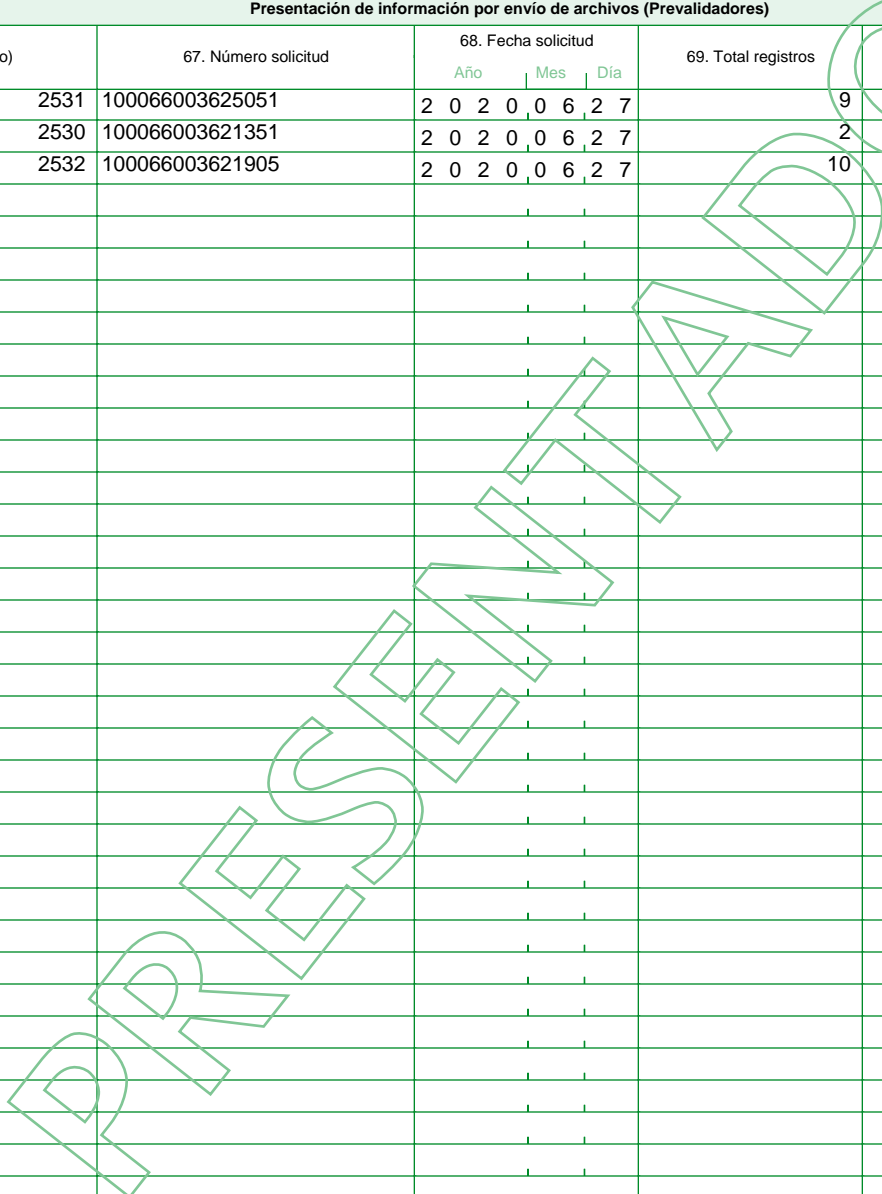 Presentación de información por envío de archivos (Prevalidadores)
o) 67. Número solicitud 68. Fecha solicitud 69. Total registros
Año Mes Día
2531 100066003625051 2 0 2 0 0 6 2 7 9
2530 100066003621351 2 0 2 0 0 6 2 7 2
2532 100066003621905 2 0 2 0 0 6 2 7 10
PRESENTADO